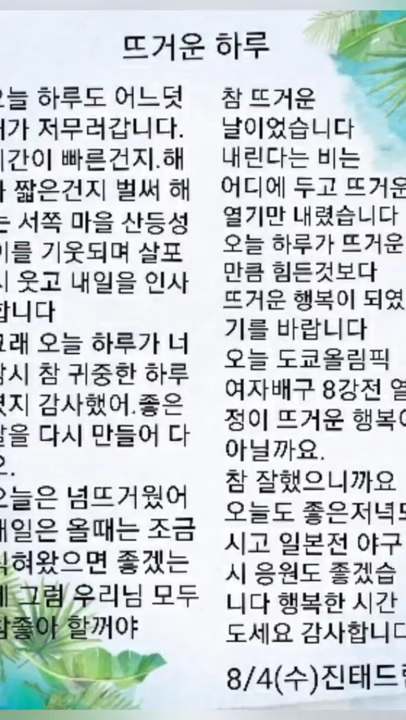 뜨거운 하루
하루도 어느덧
저무러갑니다.
빠른건지.해
짧은건지 벌써 해
서쪽 마을 산등성
기웃되며 살포
웃고 내일을 인사
합니다
그래 오늘 하루가 너
참 귀중한 하루
감사했어.좋은
다시 만들어 다
오늘은 넘뜨거웠어
내일은 올때는 조금
식혀왔으면 좋겠는
그럼 우리님 모두
참좋아 할꺼야
참 뜨거운
날이었습니다
내린다는 비는
어디에 두고 뜨거운
열기만 내렸습니다
오늘 하루가 뜨거운
만큼 힘든것보다
뜨거운 행복이 되였
기를 바랍니다
오늘 도쿄올림픽
여자배구 8강전 열
정이 뜨거운 행복이
아닐까요.
참 잘했으니까요
오늘도 좋은저녁되
시고 일본전 야구
시 응원도 좋겠습
니다 행복한 시간
도세요 감사합니다
8/4(수)진태드림